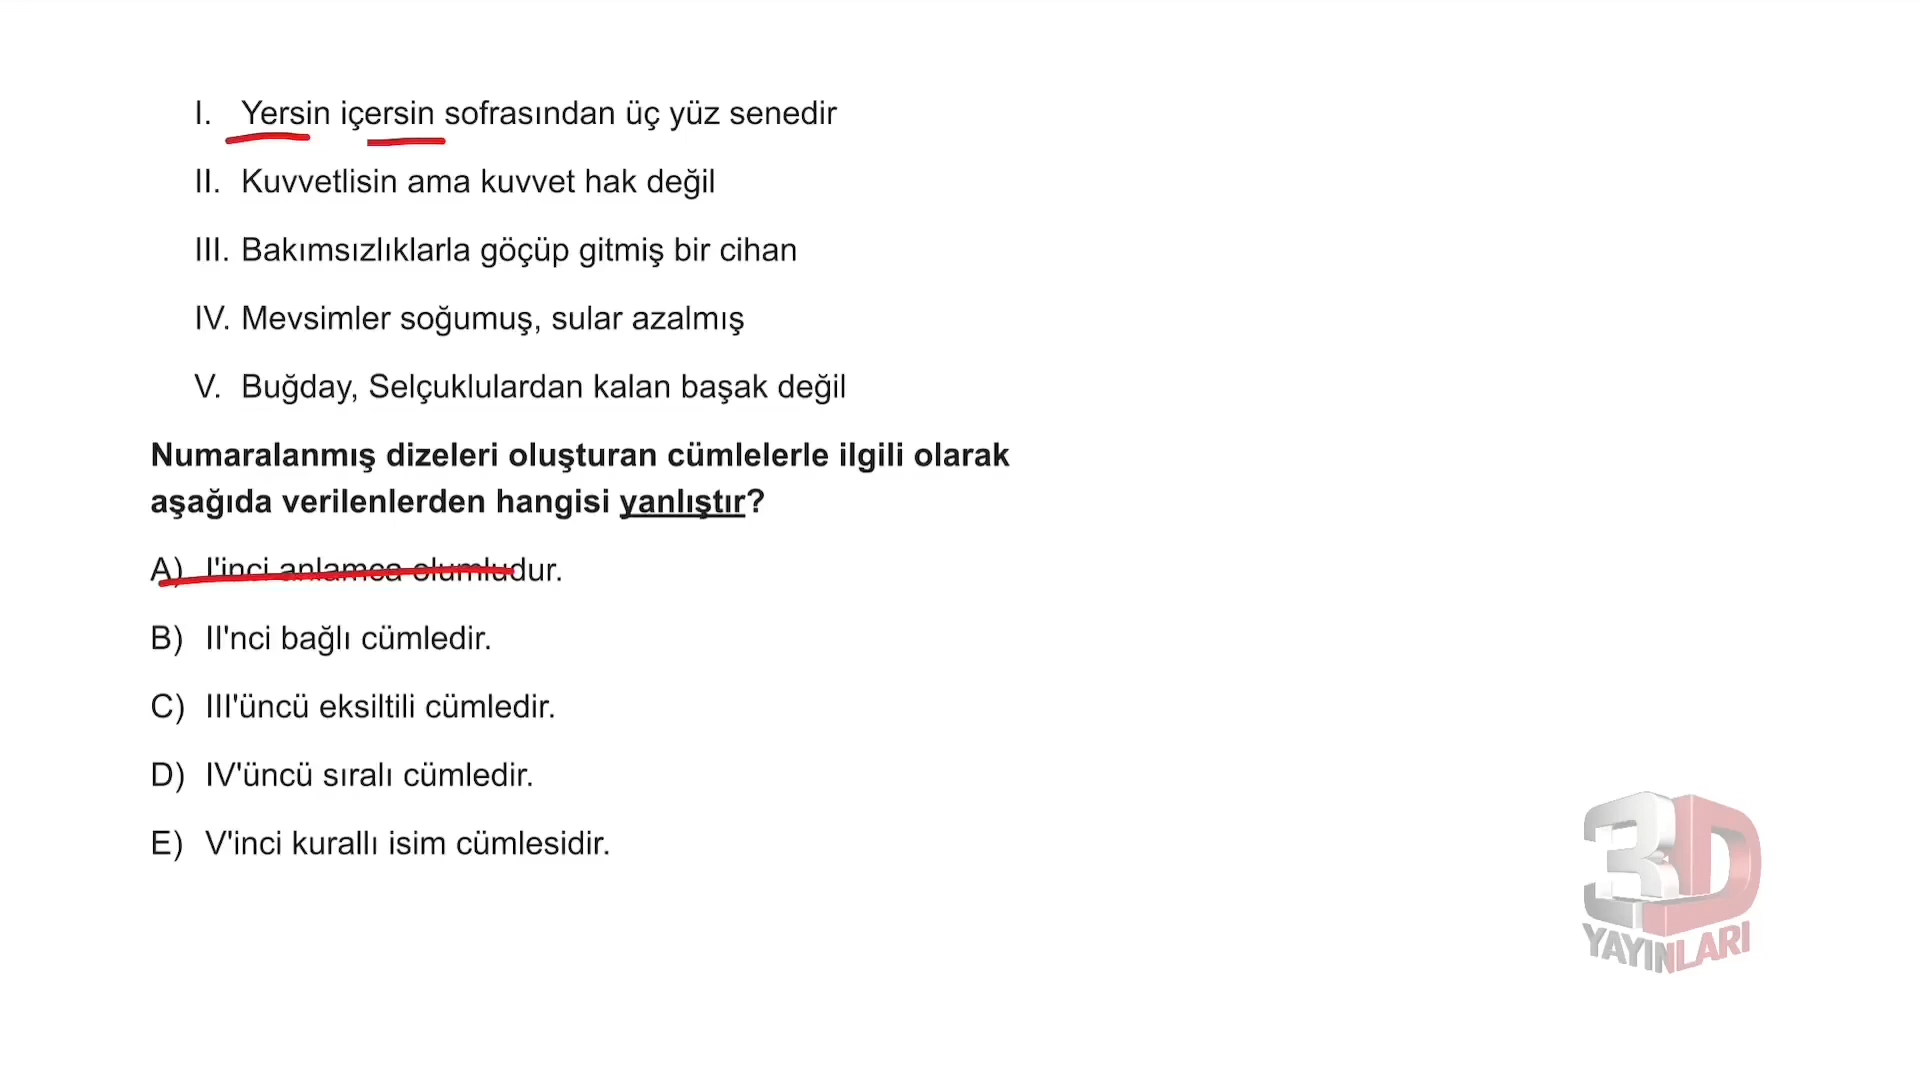 I. Yersin içersin sofrasından üç yüz senedir
II. Kuvvetlisin ama kuvvet hak değil
III. Bakımsızlıklarla göçüp gitmiş bir cihan
IV. Mevsimler soğumuş, sular azalmış
V. Buğday, Selçuklulardan kalan başak değil
Numaralanmış dizeleri oluşturan cümlelerle ilgili olarak
aşağıda verilenlerden hangisi yanlıştır?
A) I'inci anlamca olumludur.
B) II'nci bağlı cümledir.
C) III'üncü eksiltili cümledir.
D) IV'üncü sıralı cümledir.
E) V'inci kurallı isim cümlesidir.
3D
YAYINLARI